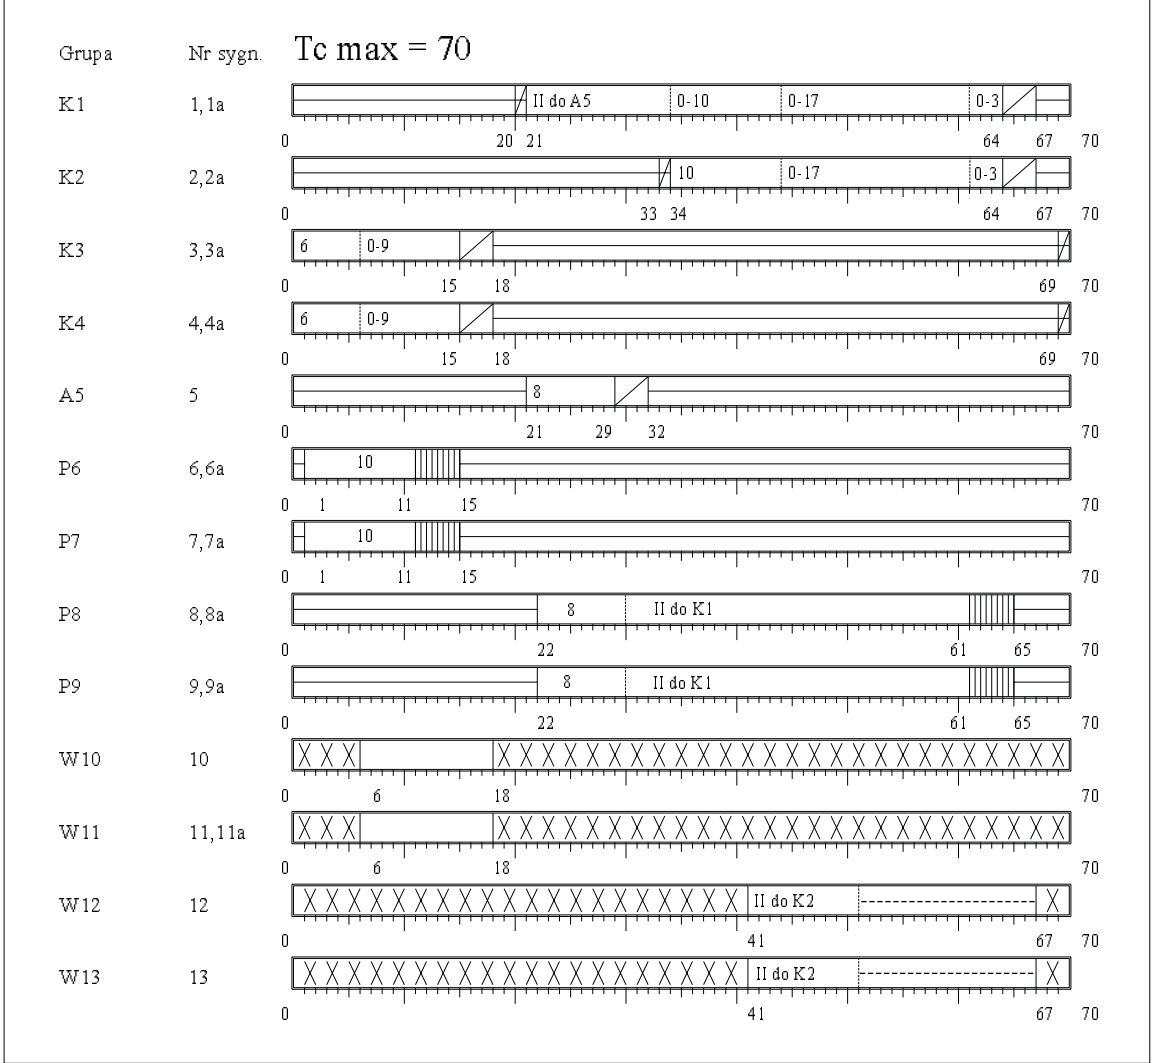 Grupa Nr sygn. Tc max = 70
K1 1,1a II do A5 0-10 0-17 0-3
0 20 21 64 67 70
K2 2,2a 10 0-17 0-3
0 33 34 64 67 70
K3 3,3a 6 0-9
0 15 18 69 70
K4 4,4a 6 0-9
0 15 18 69 70
A5 5 8
0 21 29 32 70
P6 6,6a 10
0 1 11 15 70
P7 7,7a 10
0 1 11 15 70
P8 8,8a 8 II do K1
0 22 61 65 70
P9 9,9a 8 II do K1
0 22 61 65 70
W10 10
0 6 18 70
W11 11,11a
0 6 18 70
W12 12 II do K2
0 41 67 70
W13 13 II do K2
0 41 67 70